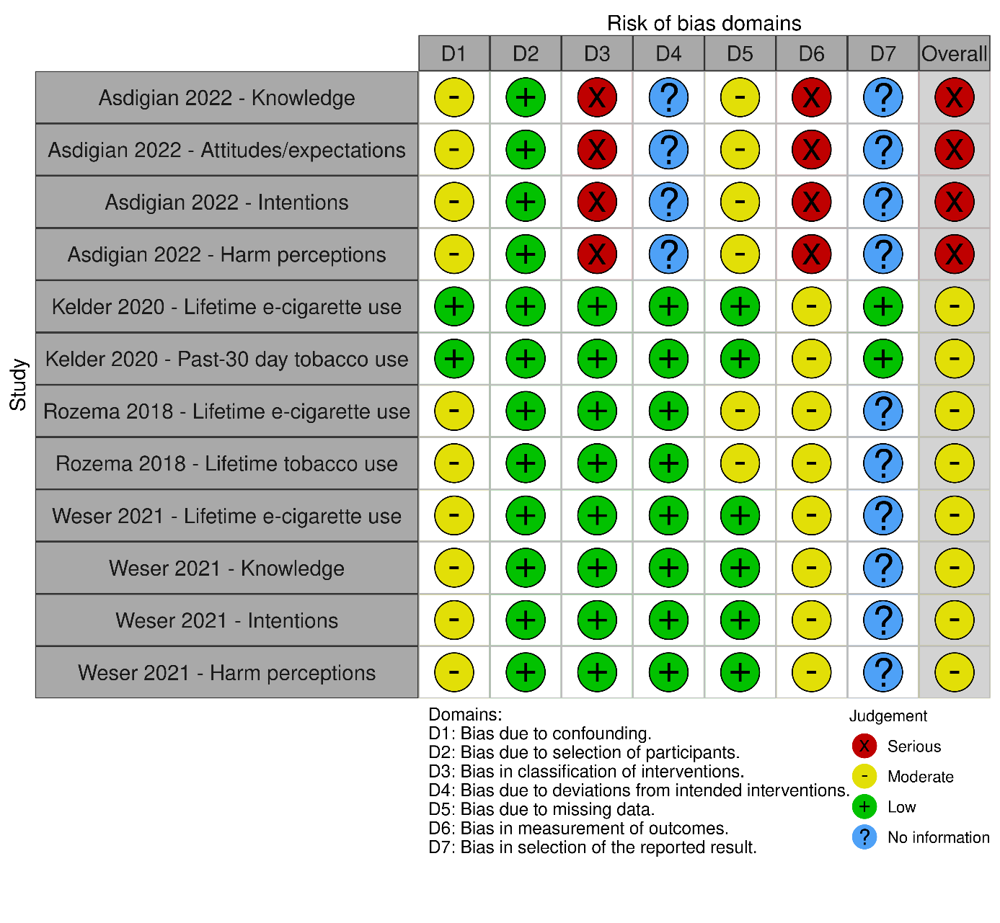 Risk of bias domains
D1 D2 D3 D4 D5 D6 D7 Overall
Study
Asdigian 2022 - Knowledge - + X ? - X ? X
Asdigian 2022 - Attitudes/expectations - + X ? - X ? X
Asdigian 2022 - Intentions - + X ? - X ? X
Asdigian 2022 - Harm perceptions - + X ? - X ? X
Kelder 2020 - Lifetime e-cigarette use + + + + + - + -
Kelder 2020 - Past-30 day tobacco use + + + + + - + -
Rozema 2018 - Lifetime e-cigarette use - + + + - - ? -
Rozema 2018 - Lifetime tobacco use - + + + - - ? -
Weser 2021 - Lifetime e-cigarette use - + + + + - ? -
Weser 2021 - Knowledge - + + + + - ? -
Weser 2021 - Intentions - + + + + - ? -
Weser 2021 - Harm perceptions - + + + + - ? -
Domains:
D1: Bias due to confounding.
D2: Bias due to selection of participants.
D3: Bias in classification of interventions.
D4: Bias due to deviations from intended interventions.
D5: Bias due to missing data.
D6: Bias in measurement of outcomes.
D7: Bias in selection of the reported result.
Judgement
X Serious
- Moderate
+ Low
? No information